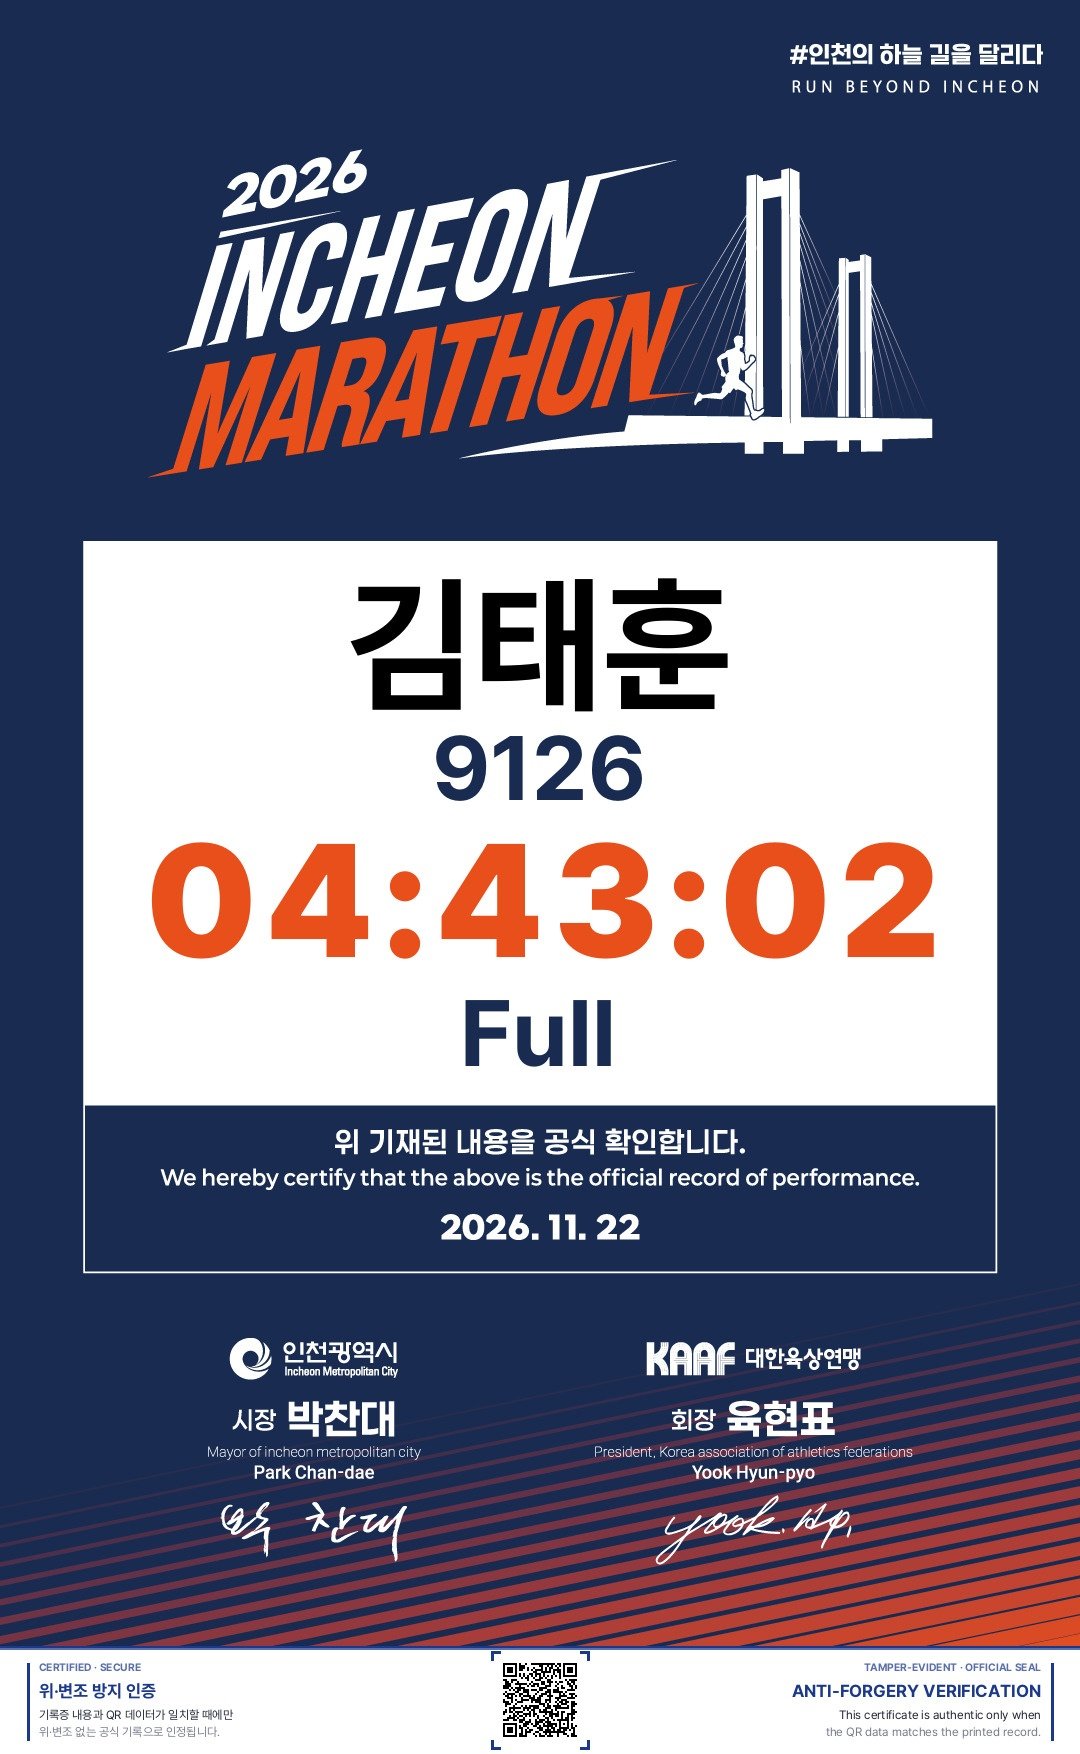 #인천의 하늘 길을 달리다
RUN BEYOND INCHEON
2026
INCHEON
MARATHON
김태훈
9126
04:43:02
Full
위 기재된 내용을 공식 확인합니다.
We hereby certify that the above is the official record of performance.
2026. 11. 22
인천광역시
Incheon Metropolitan City
시장 박찬대
Mayor of incheon metropolitan city
Park Chan-dae
박찬대
KAAF 대한육상연맹
회장 육현표
President, Korea association of athletics federations
Yook Hyun-pyo
yook. Hp.
CERTIFIED · SECURE
위·변조 방지 인증
기록증 내용과 QR 데이터가 일치할 때에만
위·변조 없는 공식 기록으로 인정됩니다.
TAMPER-EVIDENT · OFFICIAL SEAL
ANTI-FORGERY VERIFICATION
This certificate is authentic only when
the QR data matches the printed record.